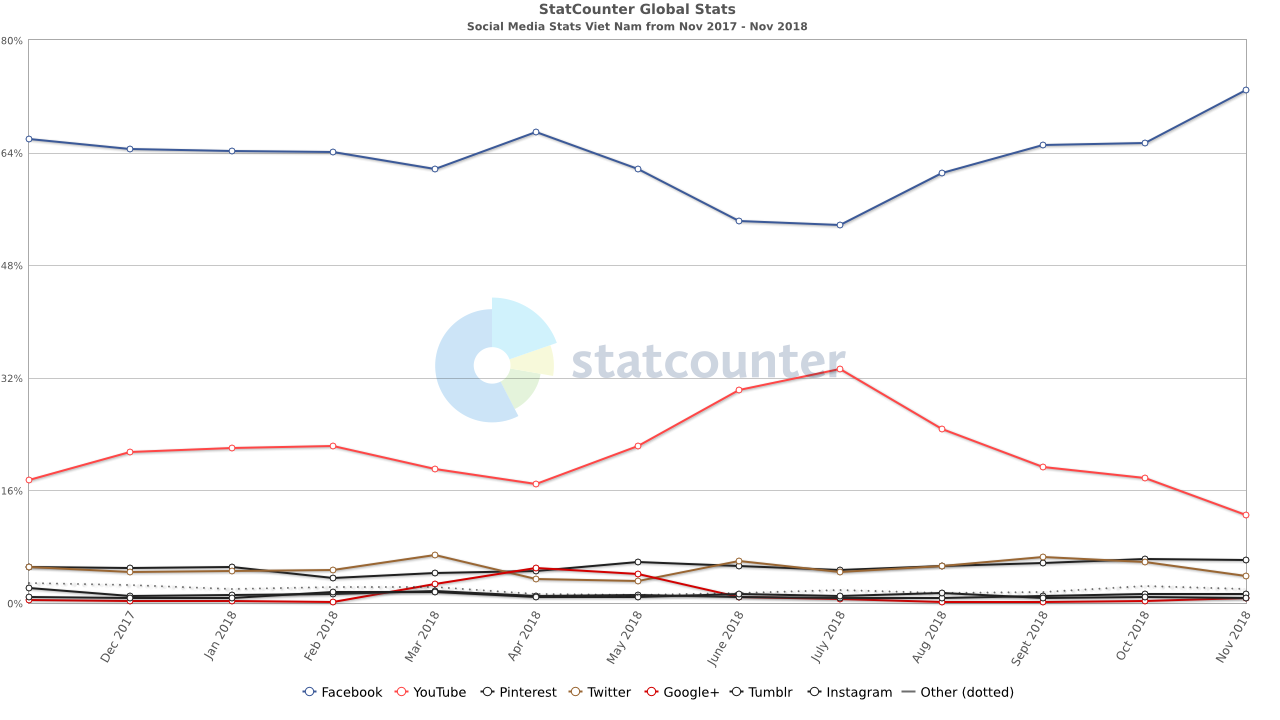 StatCounter Global Stats
Social Media Stats Viet Nam from Nov 2017 - Nov 2018
80%
64%
48%
32%
16%
0%
statcounter
Dec 2017 Jan 2018 Feb 2018 Mar 2018 Apr 2018 May 2018 June 2018 July 2018 Aug 2018 Sept 2018 Oct 2018 Nov 2018
Facebook YouTube Pinterest Twitter Google+ Tumblr Instagram Other (dotted)